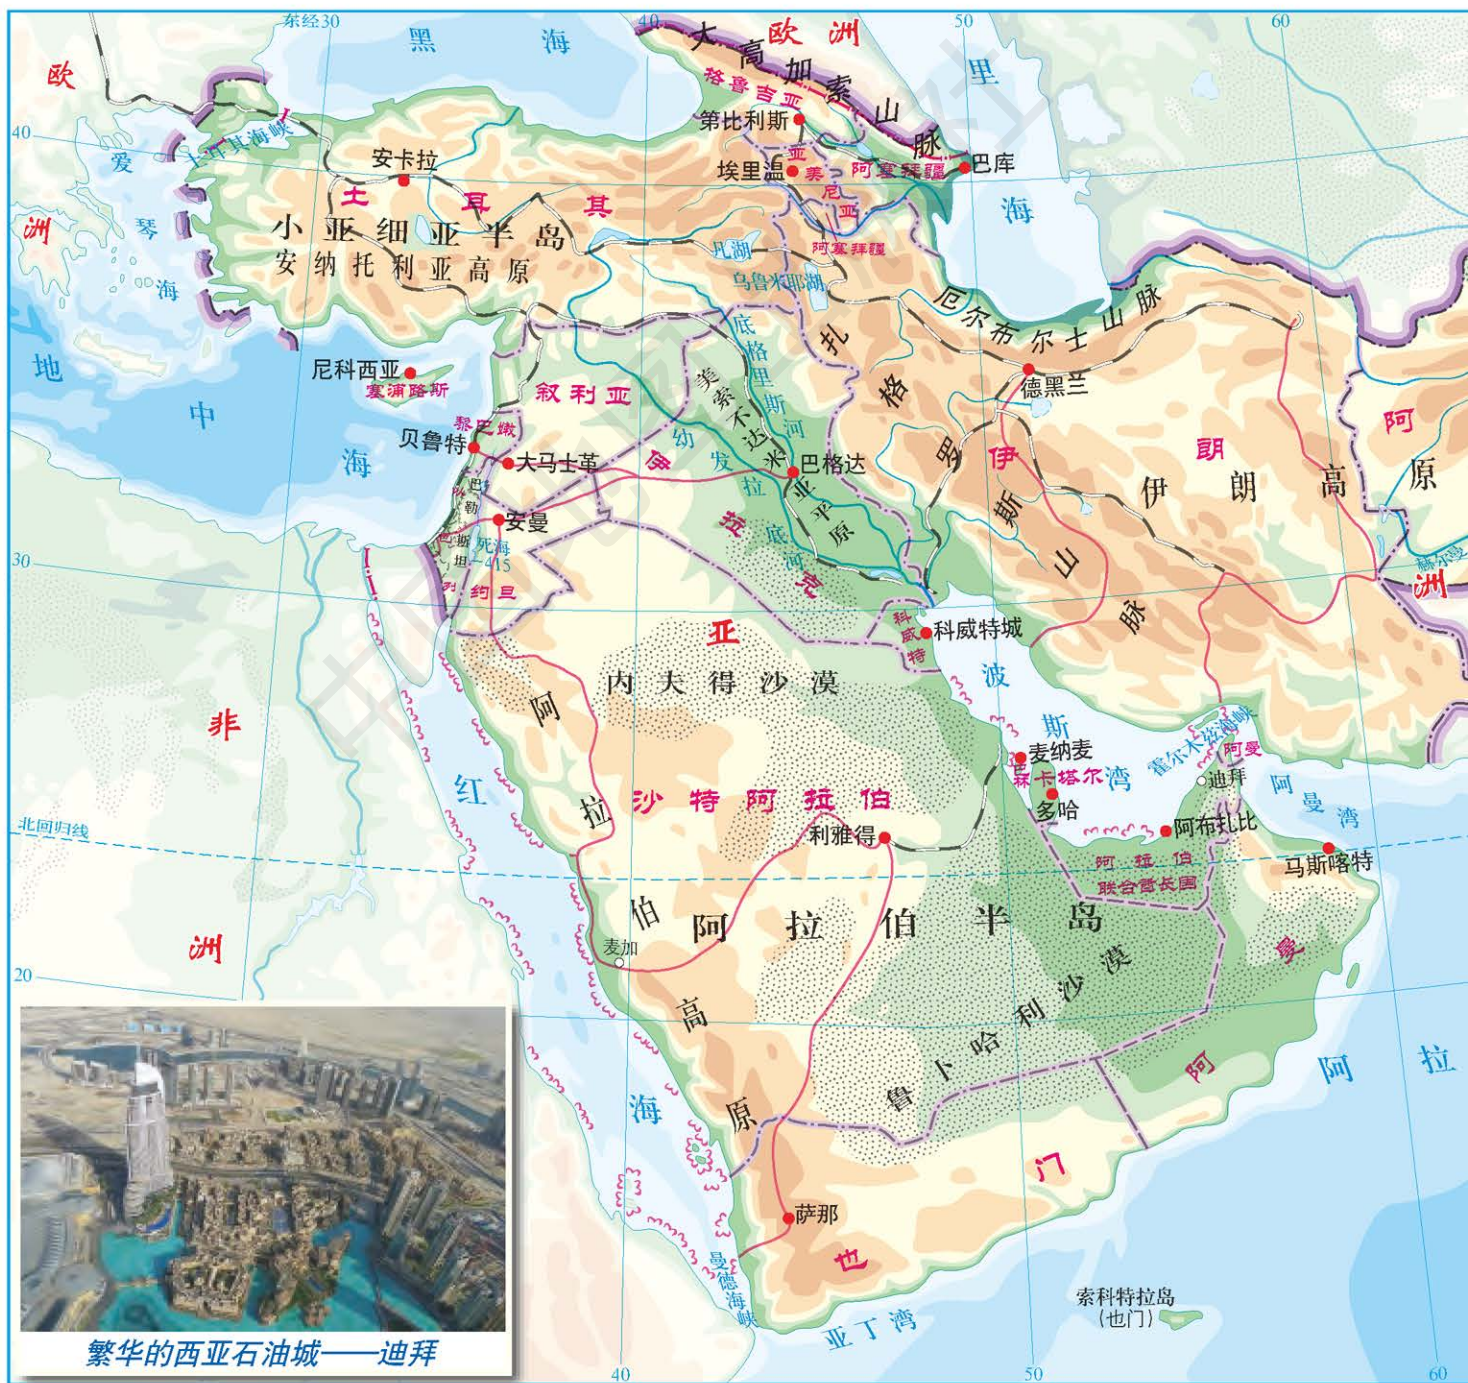 东经30
40
50
60
黑海
欧洲
里海
大高加索山脉
格鲁吉亚
第比利斯
欧洲
40
爱琴海
土耳其海峡
安卡拉
埃里温
亚美尼亚
阿塞拜疆
巴库
土耳其
小亚细亚半岛
安纳托利亚高原
凡湖
阿塞拜疆
乌鲁米耶湖
厄尔布尔士山脉
地中海
尼科西亚
塞浦路斯
叙利亚
底格里斯河
美索不达米亚平原
扎格罗斯山脉
德黑兰
黎巴嫩
贝鲁特
大马士革
幼发拉底河
巴格达
伊朗
伊朗高原
阿
巴勒斯坦
安曼
死海
-415
伊拉克
约旦
30
赫尔曼
亚洲
科威特
科威特城
内夫得沙漠
波斯湾
非洲
红海
麦纳麦
巴林
卡塔尔
多哈
霍尔木兹海峡
阿曼
迪拜
阿曼湾
北回归线
沙特阿拉伯
利雅得
阿布扎比
阿拉伯
联合酋长国
马斯喀特
阿拉伯高原
阿拉伯半岛
麦加
20
鲁卜哈利沙漠
阿曼
阿拉
也门
萨那
曼德海峡
亚丁湾
索科特拉岛
(也门)
繁华的西亚石油城——迪拜
40
50
60